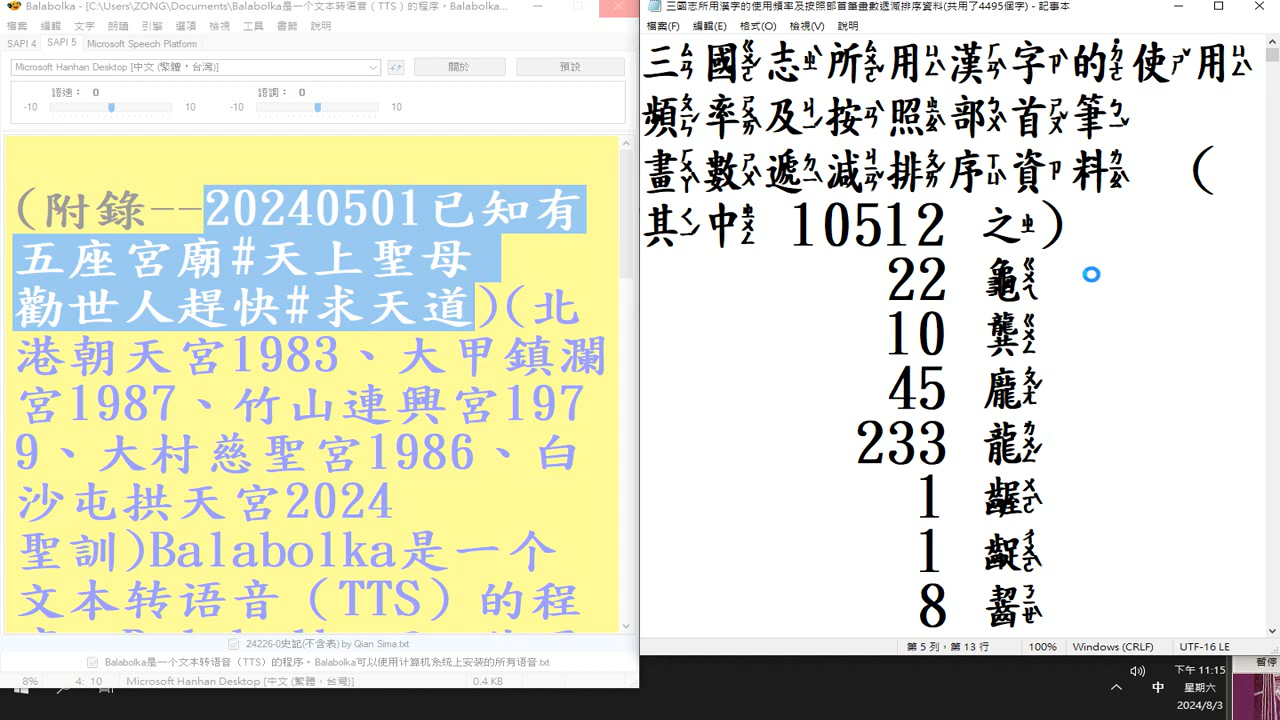 Balabolka - [C:\Users\ZONG\Documents\Balabolka是一个文本转语音（TTS）的程序。Balabolka...
檔案 編輯 文字 朗讀 引擎 選項 檢視 工具 書籤 說明
SAPI 4 SAPI 5 Microsoft Speech Platform
Microsoft Hanhan Desktop [中文 (繁體，台灣)]
關於
預設
語速： 0
語調： 0
-10 10 -10 10
(附錄--20240501已知有
五座宮廟#天上聖母
勸世人趕快#求天道)(北
港朝天宮1983、大甲鎮瀾
宮1987、竹山連興宮197
9、大村慈聖宮1986、白
沙屯拱天宮2024
聖訓)Balabolka是一个
文本转语音（TTS）的程
24226-0史記(不含表) by Qian Sima.txt
Balabolka是一个文本转语音（TTS）的程序。Balabolka可以使用计算机系统上安装的所有语音.txt
8% 4: 10 Microsoft Hanhan Desktop [中文 (繁體，台灣)] 0.4 KB
三國志所用漢字的使用頻率及按照部首筆畫數遞減排序資料(共用了4495個字) - 記事本
檔案(F) 編輯(E) 格式(O) 檢視(V) 說明
三國志所用漢字的使用
頻率及按照部首筆
畫數遞減排序資料 (
其中 10512 之)
22 龜
10 龔
45 龐
233 龍
1 龌
1 齪
8 齧
第 5 列，第 13 行 100% Windows (CRLF) UTF-16 LE
暫停
下午 11:15
中 星期六
2024/8/3